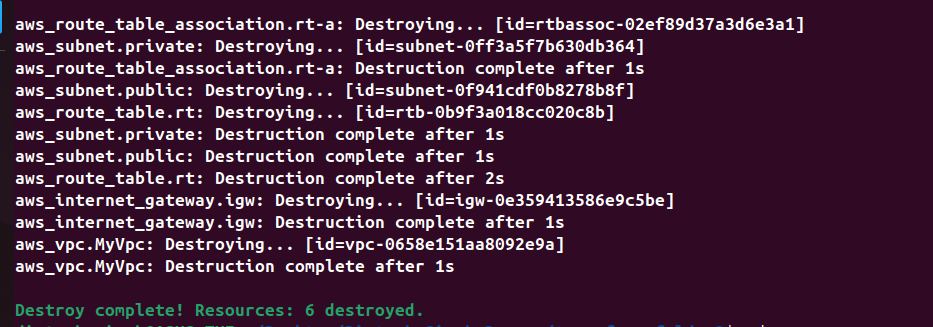 aws_route_table_association.rt-a: Destroying... [id=rtbassoc-02ef89d37a3d6e3a1]
aws_subnet.private: Destroying... [id=subnet-0ff3a5f7b630db364]
aws_route_table_association.rt-a: Destruction complete after 1s
aws_subnet.public: Destroying... [id=subnet-0f941cdf0b8278b8f]
aws_route_table.rt: Destroying... [id=rtb-0b9f3a018cc020c8b]
aws_subnet.private: Destruction complete after 1s
aws_subnet.public: Destruction complete after 1s
aws_route_table.rt: Destruction complete after 2s
aws_internet_gateway.igw: Destroying... [id=igw-0e359413586e9c5be]
aws_internet_gateway.igw: Destruction complete after 1s
aws_vpc.MyVpc: Destroying... [id=vpc-0658e151aa8092e9a]
aws_vpc.MyVpc: Destruction complete after 1s
Destroy complete! Resources: 6 destroyed.